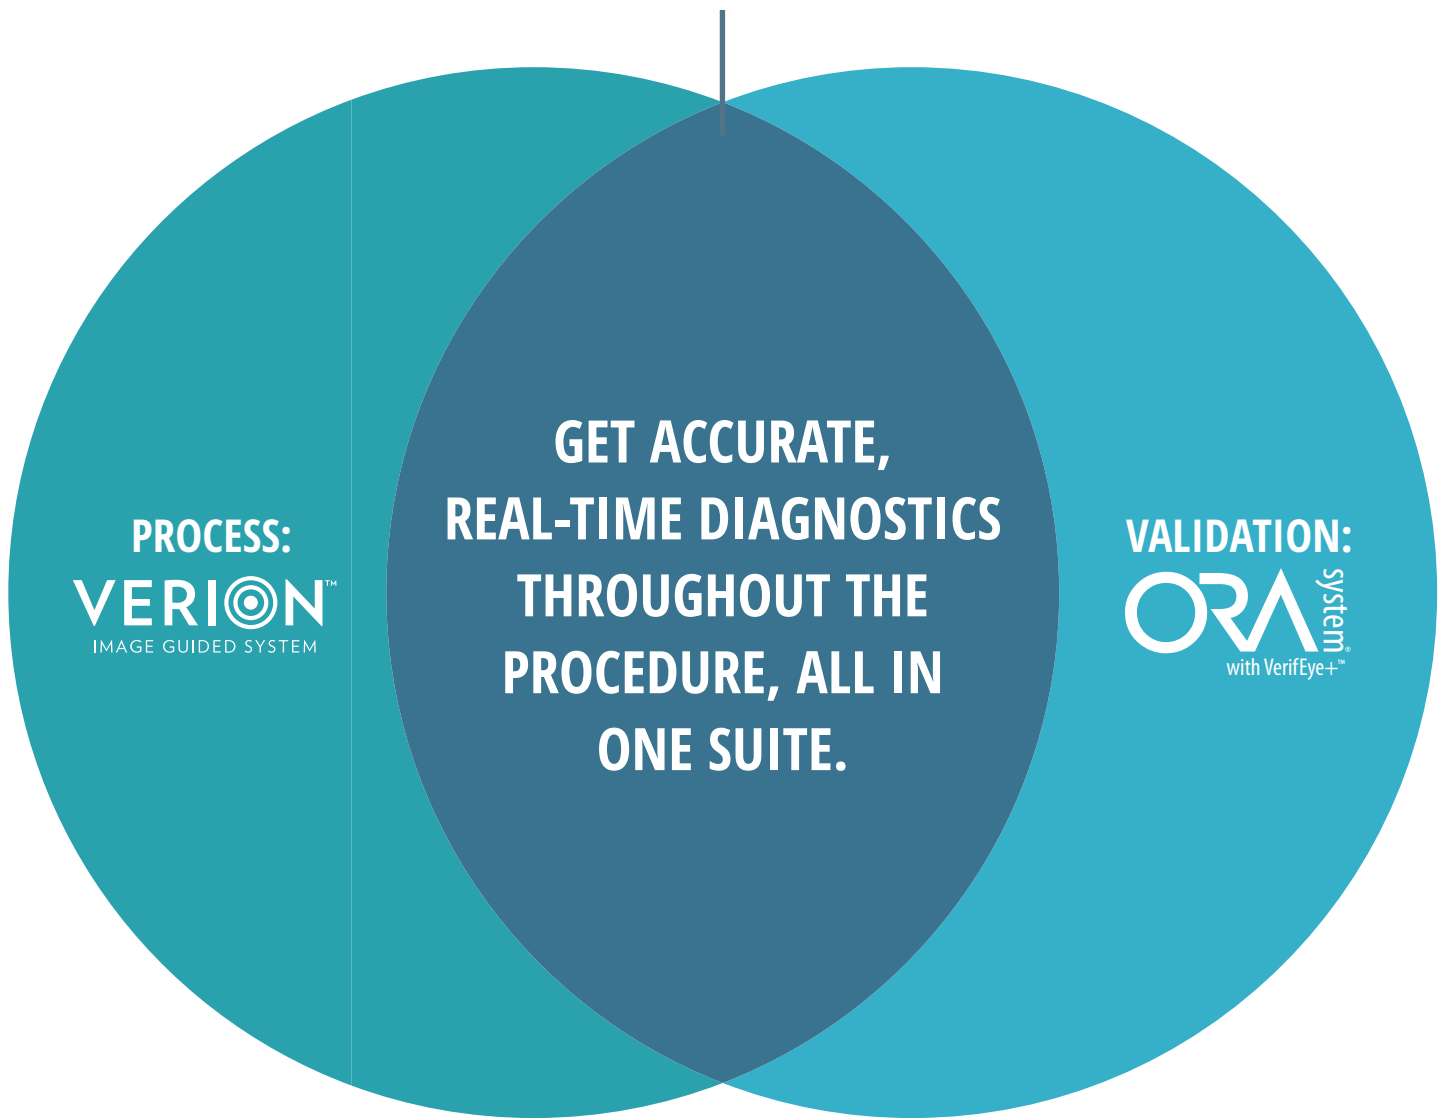 GET ACCURATE,
REAL-TIME DIAGNOSTICS
THROUGHOUT THE
PROCEDURE, ALL IN
ONE SUITE.
PROCESS:
VERION™
IMAGE GUIDED SYSTEM
VALIDATION:
ORA system®
with VerifEye+™